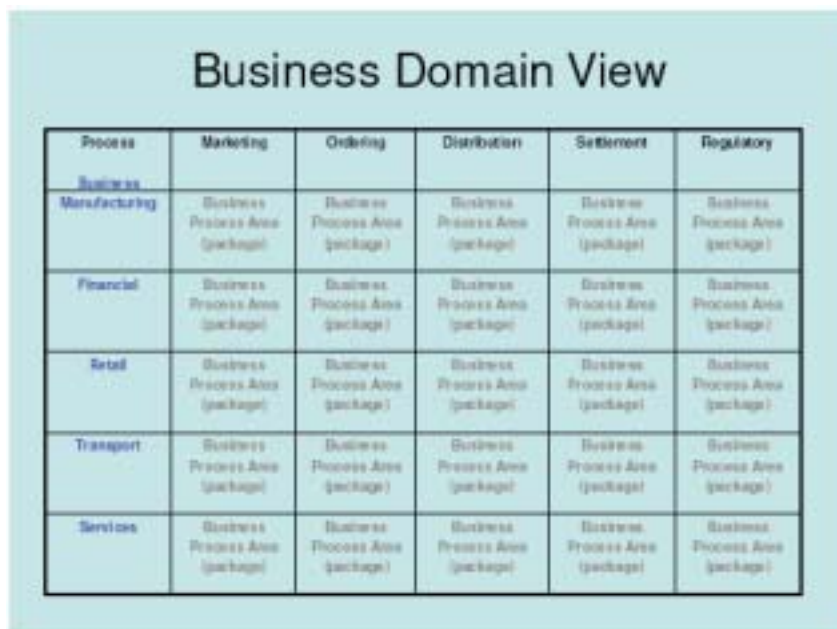 Business Domain View
Process Marketing Ordering Distribution Settlement Regulatory
Business
Manufacturing Business Business Business Business Business
Process Area Process Area Process Area Process Area Process Area
(package) (package) (package) (package) (package)
Financial Business Business Business Business Business
Process Area Process Area Process Area Process Area Process Area
(package) (package) (package) (package) (package)
Retail Business Business Business Business Business
Process Area Process Area Process Area Process Area Process Area
(package) (package) (package) (package) (package)
Transport Business Business Business Business Business
Process Area Process Area Process Area Process Area Process Area
(package) (package) (package) (package) (package)
Services Business Business Business Business Business
Process Area Process Area Process Area Process Area Process Area
(package) (package) (package) (package) (package)